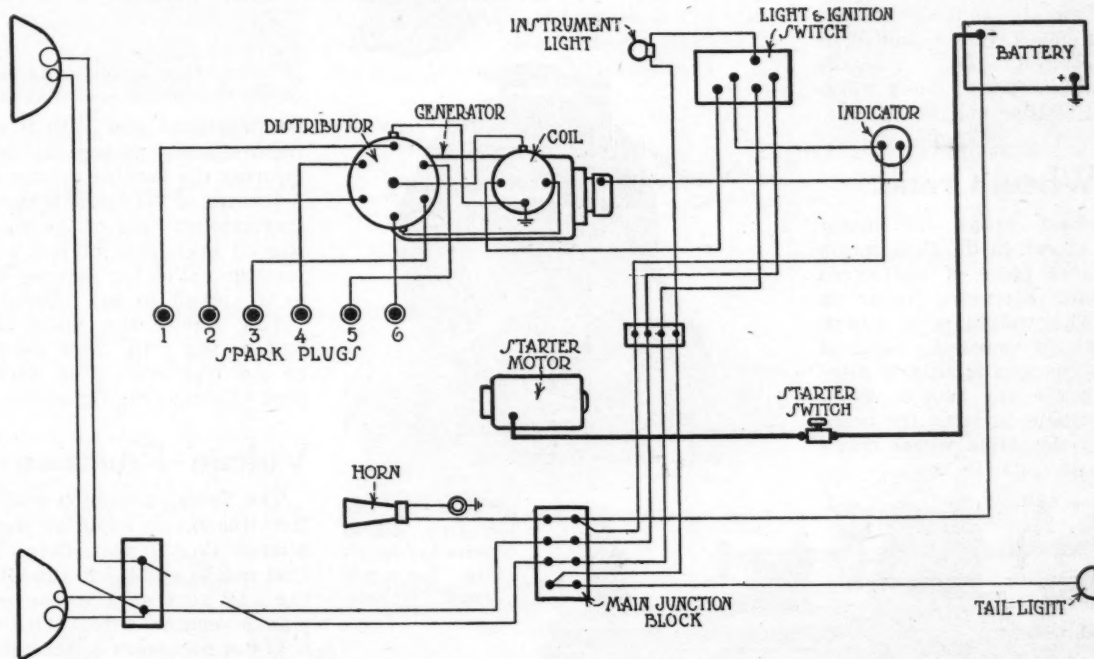 INSTRUMENT
LIGHT
LIGHT & IGNITION
SWITCH
- BATTERY
+
DISTRIBUTOR
GENERATOR
COIL
INDICATOR
1 2 3 4 5 6
SPARK PLUGS
STARTER
MOTOR
STARTER
SWITCH
HORN
MAIN JUNCTION
BLOCK
TAIL LIGHT